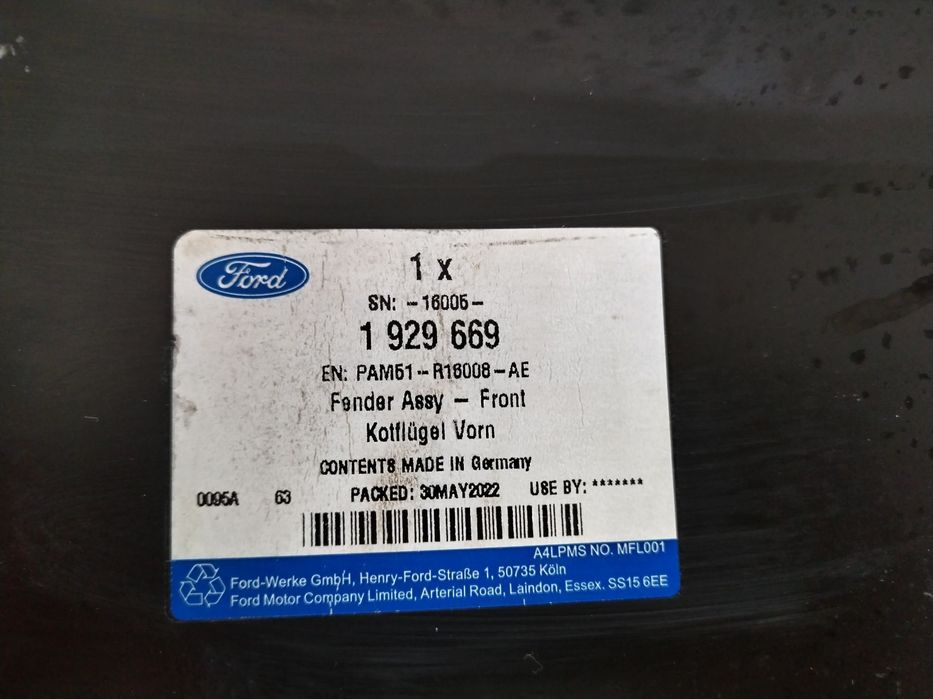 Ford
1 x
SN: -16005-
1 929 669
EN: PAM51-R16008-AE
Fender Assy - Front
Kotflügel Vorn
CONTENTS MADE IN Germany
0095A 63 PACKED: 30MAY2022 USE BY: *******
A4LPMS NO. MFL001
Ford-Werke GmbH, Henry-Ford-Straße 1, 50735 Köln
Ford Motor Company Limited, Arterial Road, Laindon, Essex. SS15 6EE